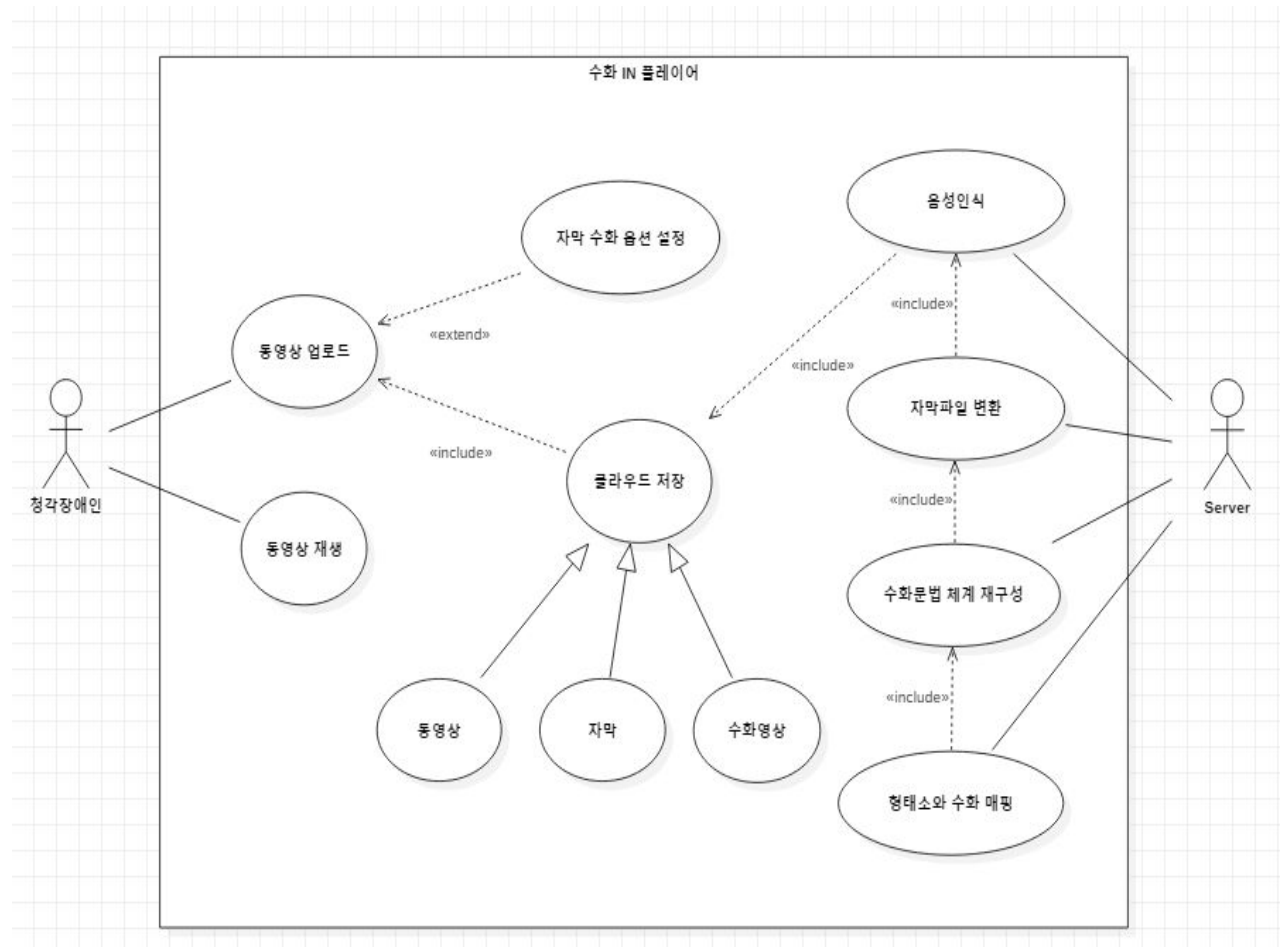 수화 IN 플레이어
음성인식
자막 수화 옵션 설정
«include»
«extend»
동영상 업로드
«include»
자막파일 변환
«include»
클라우드 저장
청각장애인
Server
«include»
동영상 재생
수화문법 체계 재구성
«include»
동영상
자막
수화영상
형태소와 수화 매핑